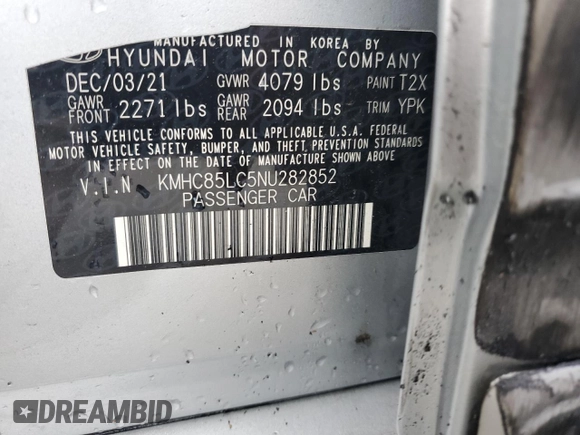 MANUFACTURED IN KOREA BY
HYUNDAI MOTOR COMPANY
DEC/03/21 GVWR 4079 lbs PAINT T2X
GAWR FRONT 2271 lbs GAWR REAR 2094 lbs TRIM YPK
THIS VEHICLE CONFORMS TO ALL APPLICABLE U.S.A. FEDERAL
MOTOR VEHICLE SAFETY, BUMPER, AND THEFT PREVENTION STANDARDS
IN EFFECT ON THE DATE OF MANUFACTURE SHOWN ABOVE.
V.I.N KMHC85LC5NU282852
PASSENGER CAR
DREAMBID